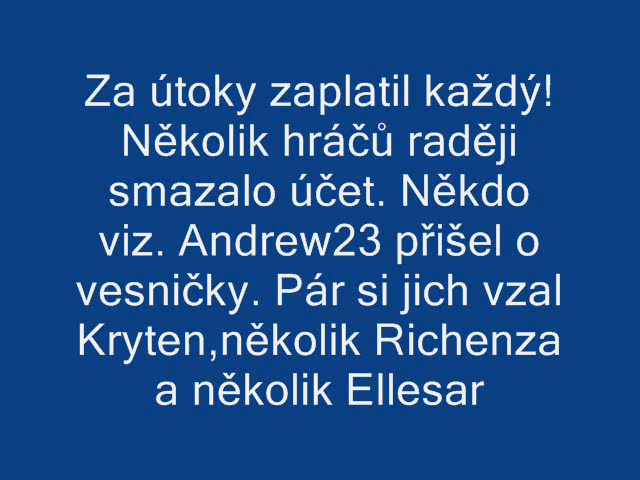 Za útoky zaplatil každý!
Několik hráčů raději
smazalo účet. Někdo
viz. Andrew23 přišel o
vesničky. Pár si jich vzal
Kryten,několik Richenza
a několik Ellesar